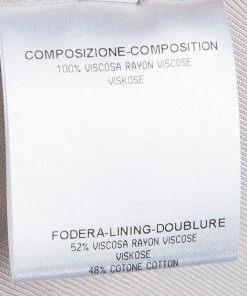 COMPOSIZIONE-COMPOSITION
100% VISCOSA RAYON VISCOSE
VISKOSE
FODERA-LINING-DOUBLURE
52% VISCOSA RAYON VISCOSE
VISKOSE
48% COTONE COTTON